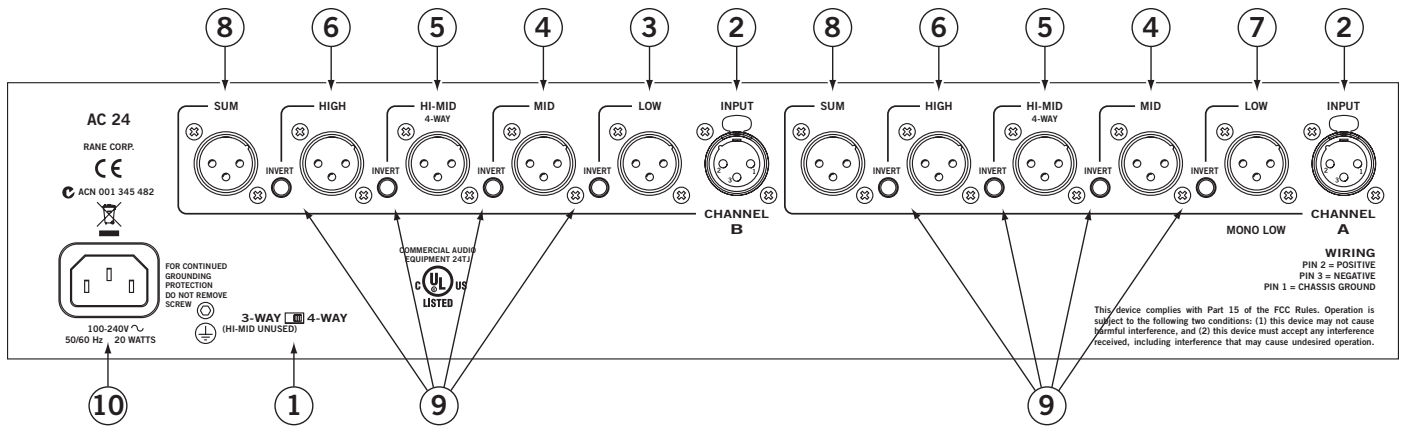 8 6 5 4 3 2 8 6 5 4 7 2
SUM HIGH HI-MID MID LOW INPUT SUM HIGH HI-MID MID LOW INPUT
4-WAY 4-WAY
AC 24
RANE CORP.
CE
ACN 001 345 482
INVERT INVERT INVERT INVERT INVERT INVERT INVERT INVERT
2 1 3 2 1 3
CHANNEL
B
CHANNEL
A
MONO LOW
WIRING
PIN 2 = POSITIVE
PIN 3 = NEGATIVE
PIN 1 = CHASSIS GROUND
COMMERCIAL AUDIO
EQUIPMENT 24TJ
C UL US
LISTED
FOR CONTINUED
GROUNDING
PROTECTION
DO NOT REMOVE
SCREW
3-WAY 4-WAY
(HI-MID UNUSED)
100-240V
50/60 Hz 20 WATTS
This device complies with Part 15 of the FCC Rules. Operation is
subject to the following two conditions: (1) this device may not cause
harmful interference, and (2) this device must accept any interference
received, including interference that may cause undesired operation.
10 1 9 9